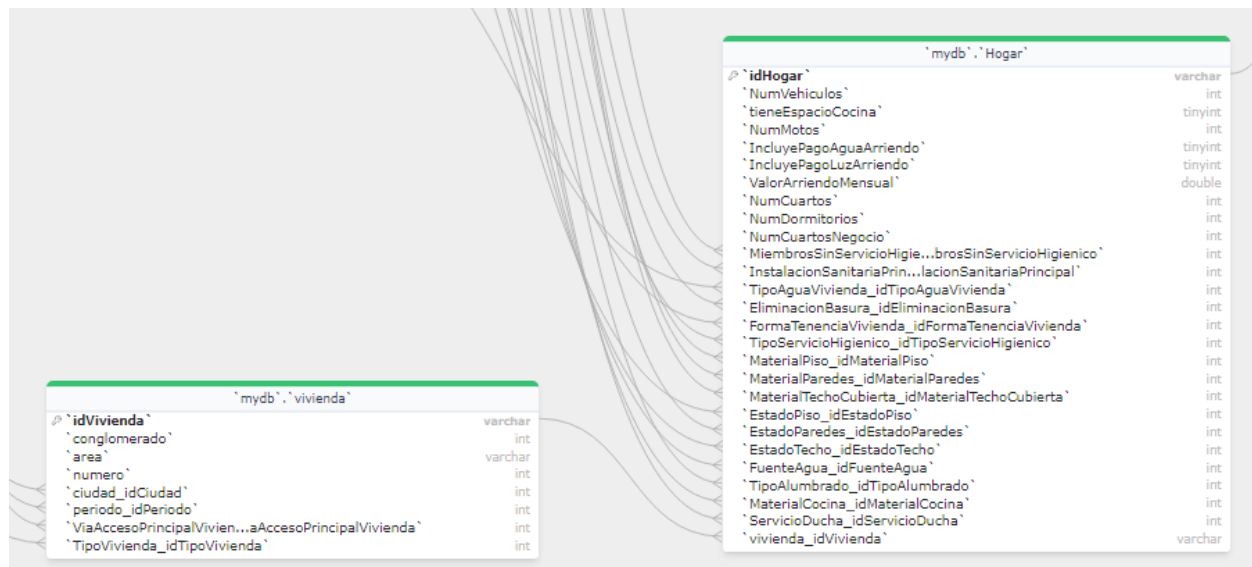 `mydb`.`Hogar`
`idHogar` varchar
`NumVehiculos` int
`tieneEspacioCocina` tinyint
`NumMotos` int
`IncluyePagoAguaArriendo` tinyint
`IncluyePagoLuzArriendo` tinyint
`ValorArriendoMensual` double
`NumCuartos` int
`NumDormitorios` int
`NumCuartosNegocio` int
`MiembrosSinServicioHigie...brosSinServicioHigienico` int
`InstalacionSanitariaPrin...lacionSanitariaPrincipal` int
`TipoAguaVivienda_idTipoAguaVivienda` int
`EliminacionBasura_idEliminacionBasura` int
`FormaTenenciaVivienda_idFormaTenenciaVivienda` int
`TipoServicioHigienico_idTipoServicioHigienico` int
`MaterialPiso_idMaterialPiso` int
`MaterialParedes_idMaterialParedes` int
`MaterialTechoCubierta_idMaterialTechoCubierta` int
`EstadoPiso_idEstadoPiso` int
`EstadoParedes_idEstadoParedes` int
`EstadoTecho_idEstadoTecho` int
`FuenteAgua_idFuenteAgua` int
`TipoAlumbrado_idTipoAlumbrado` int
`MaterialCocina_idMaterialCocina` int
`ServicioDucha_idServicioDucha` int
`vivienda_idVivienda` varchar
`mydb`.`vivienda`
`idVivienda` varchar
`conglomerado` int
`area` varchar
`numero` int
`ciudad_idCiudad` int
`periodo_idPeriodo` int
`ViaAccesoPrincipalVivien...aAccesoPrincipalVivienda` int
`TipoVivienda_idTipoVivienda` int